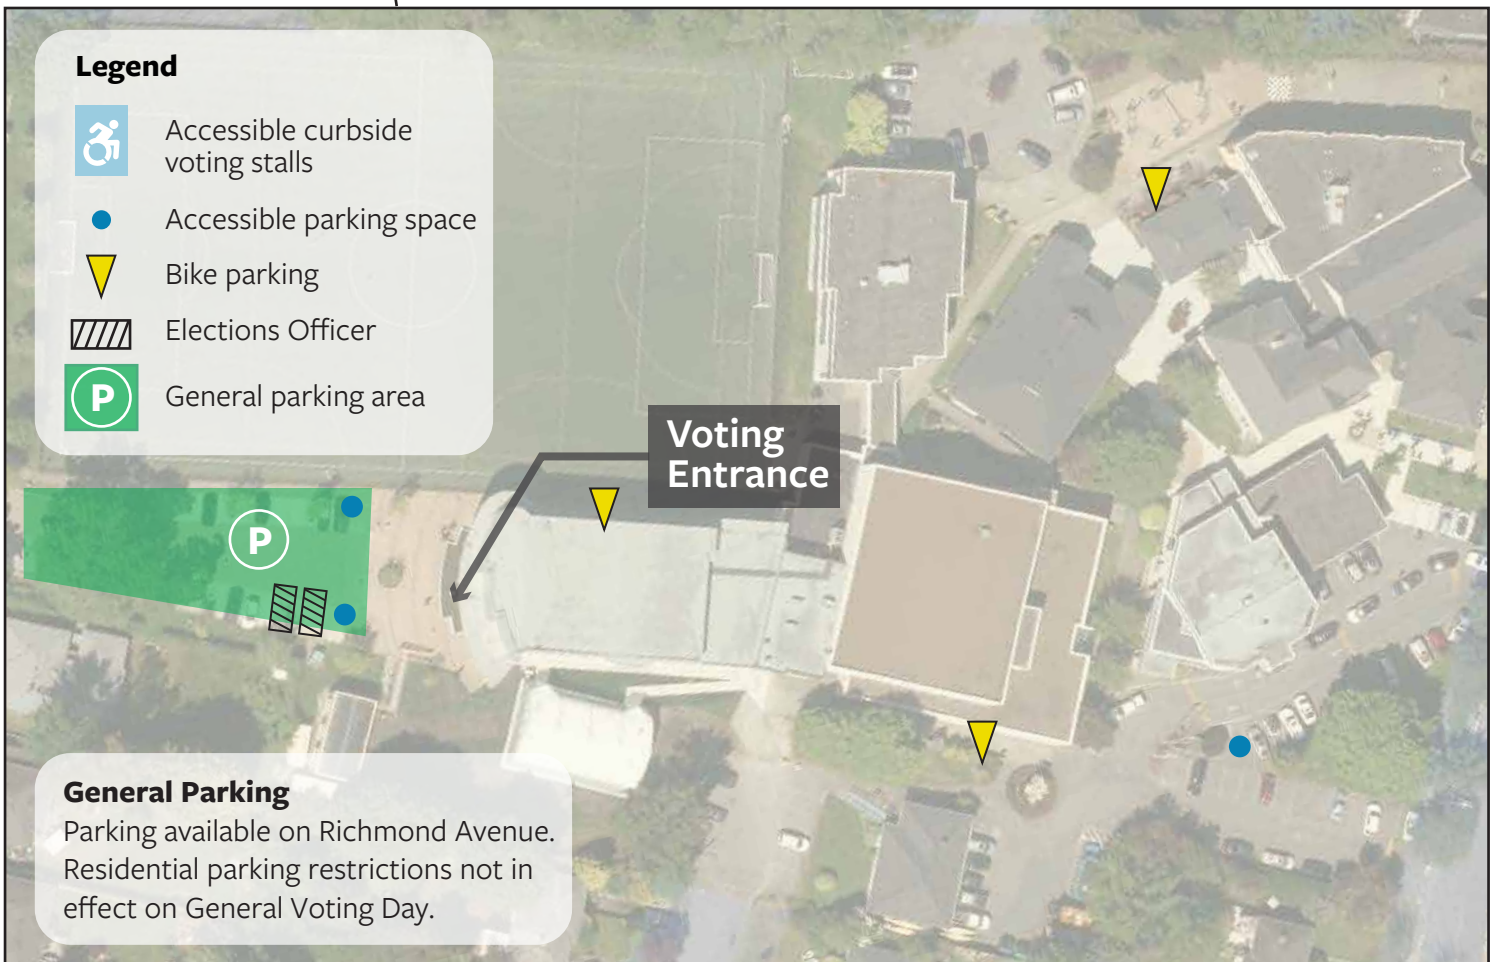 Legend
Accessible curbside
voting stalls
Accessible parking space
Bike parking
Elections Officer
P
General parking area
Voting
Entrance
P
General Parking
Parking available on Richmond Avenue.
Residential parking restrictions not in
effect on General Voting Day.